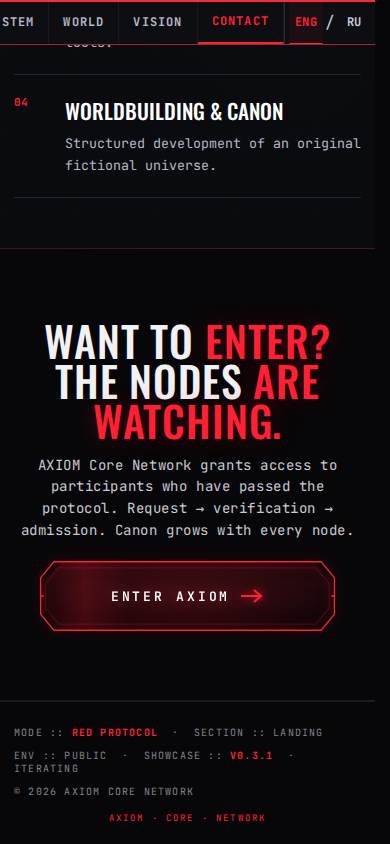 STEM WORLD VISION CONTACT ENG / RU
tools.
04
WORLDBUILDING & CANON
Structured development of an original
fictional universe.
WANT TO ENTER?
THE NODES ARE
WATCHING.
AXIOM Core Network grants access to
participants who have passed the
protocol. Request → verification →
admission. Canon grows with every node.
ENTER AXIOM →
MODE :: RED PROTOCOL · SECTION :: LANDING
ENV :: PUBLIC · SHOWCASE :: V0.3.1 ·
ITERATING
© 2026 AXIOM CORE NETWORK
AXIOM · CORE · NETWORK